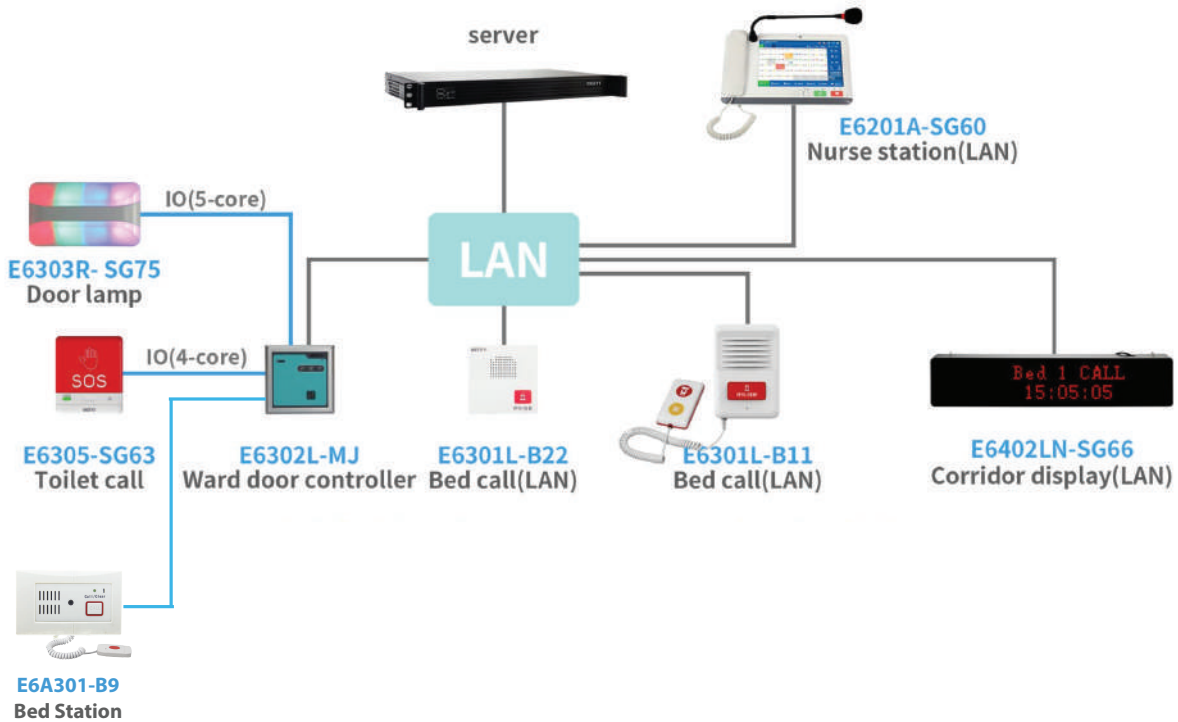 server
E6201A-SG60
Nurse station(LAN)
IO(5-core)
LAN
E6303R- SG75
Door lamp
IO(4-core)
SOS
Bed 1 CALL
15:05:05
E6305-SG63
Toilet call
E6302L-MJ
Ward door controller
E6301L-B22
Bed call(LAN)
E6301L-B11
Bed call(LAN)
E6402LN-SG66
Corridor display(LAN)
E6A301-B9
Bed Station